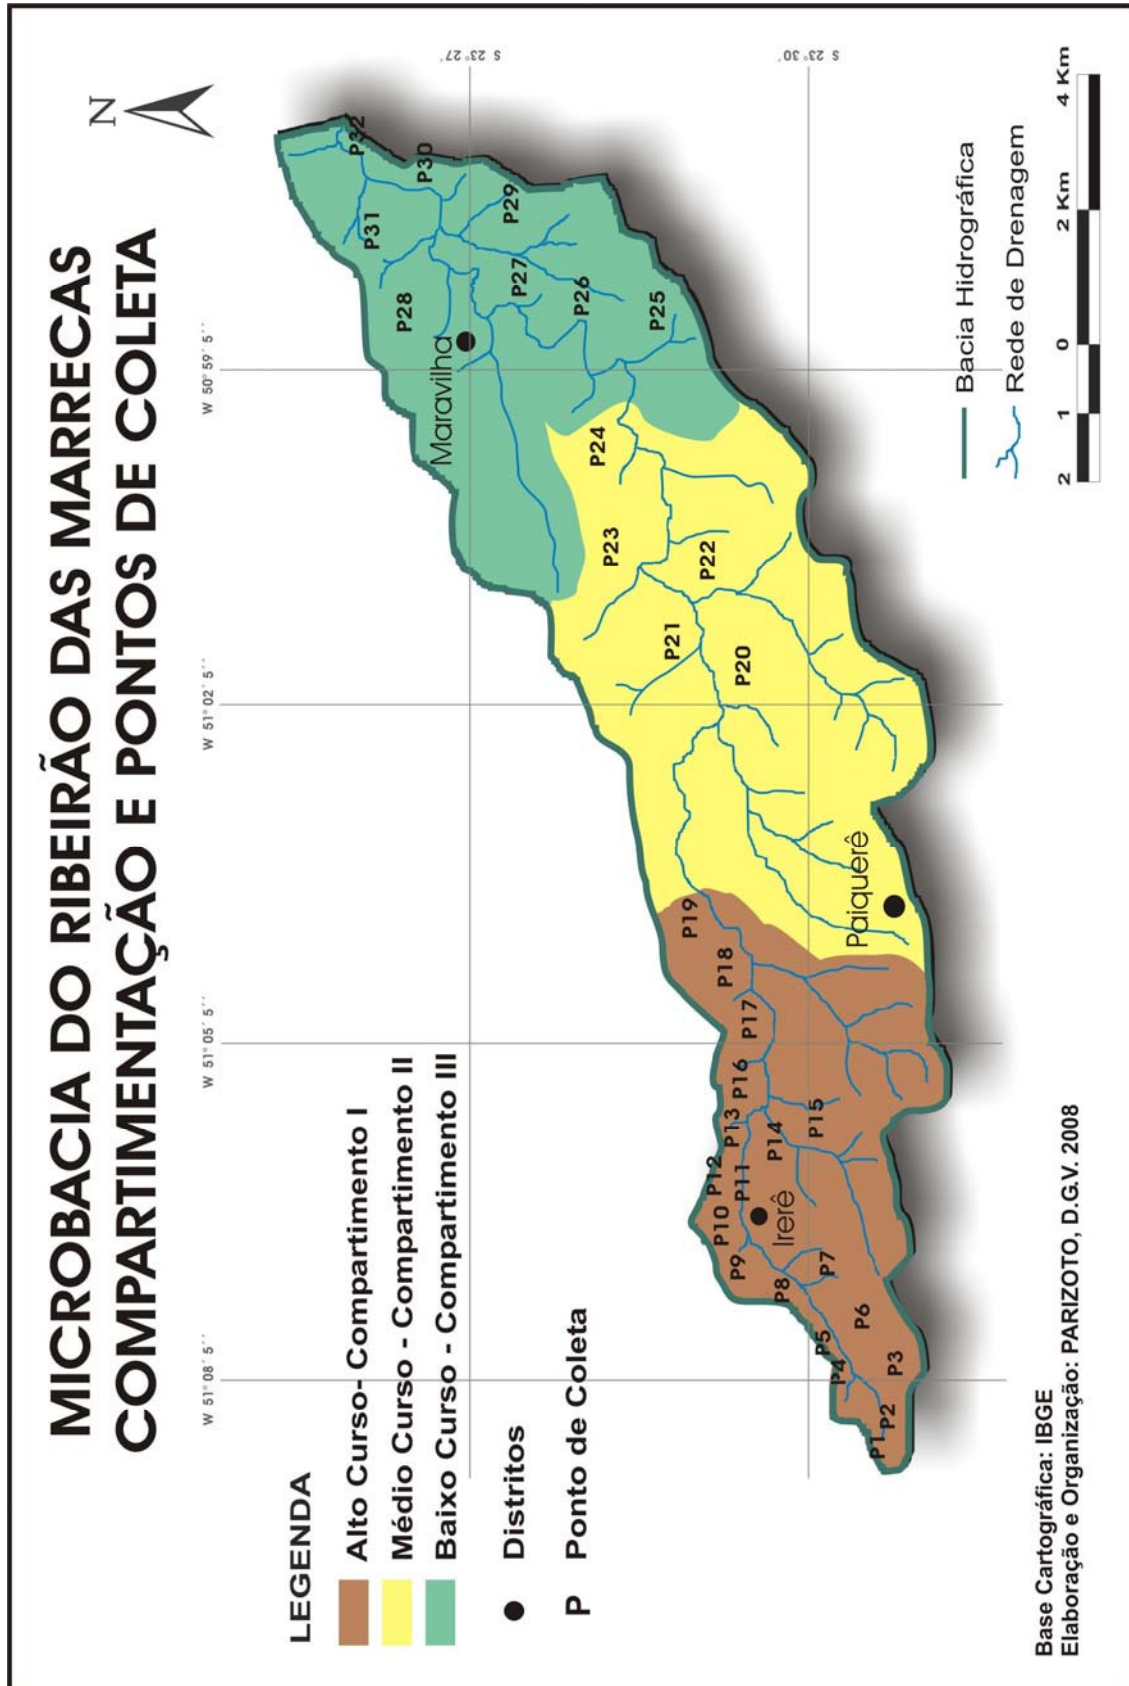 MICROBACIA DO RIBEIRÃO DAS MARRECAS
COMPARTIMENTAÇÃO E PONTOS DE COLETA
N
LEGENDA
Alto Curso- Compartimento I
Médio Curso - Compartimento II
Baixo Curso - Compartimento III
Distritos
P Ponto de Coleta
W 51° 08´ 5´´
W 51° 05´ 5´´
W 51° 02´ 5´´
W 50° 59´ 5´´
S 23° 27´
S 23° 30´
P1
P2
P3
P4
P5
P6
P7
P8
P9
P10
P11
P12
P13
P14
P15
P16
P17
P18
P19
P20
P21
P22
P23
P24
P25
P26
P27
P28
P29
P30
P31
P32
Irerê
Paiquerê
Maravilha
Bacia Hidrográfica
Rede de Drenagem
2 1 0 2 Km 4 Km
Base Cartográfica: IBGE
Elaboração e Organização: PARIZOTO, D.G.V. 2008